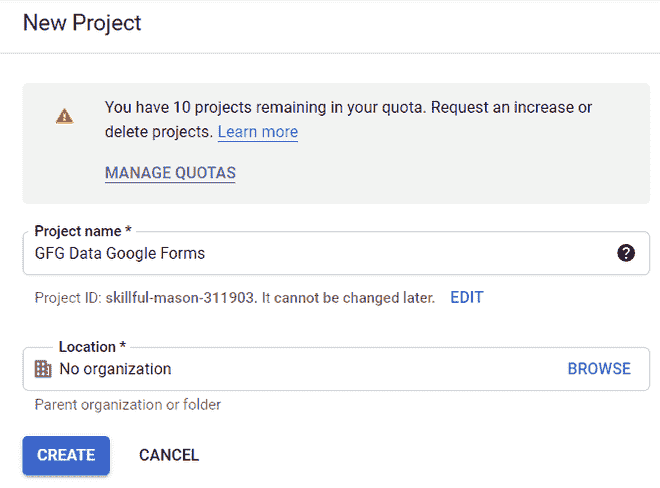 New Project
You have 10 projects remaining in your quota. Request an increase or
delete projects. Learn more
MANAGE QUOTAS
Project name *
GFG Data Google Forms
Project ID: skillful-mason-311903. It cannot be changed later. EDIT
Location *
No organization BROWSE
Parent organization or folder
CREATE CANCEL